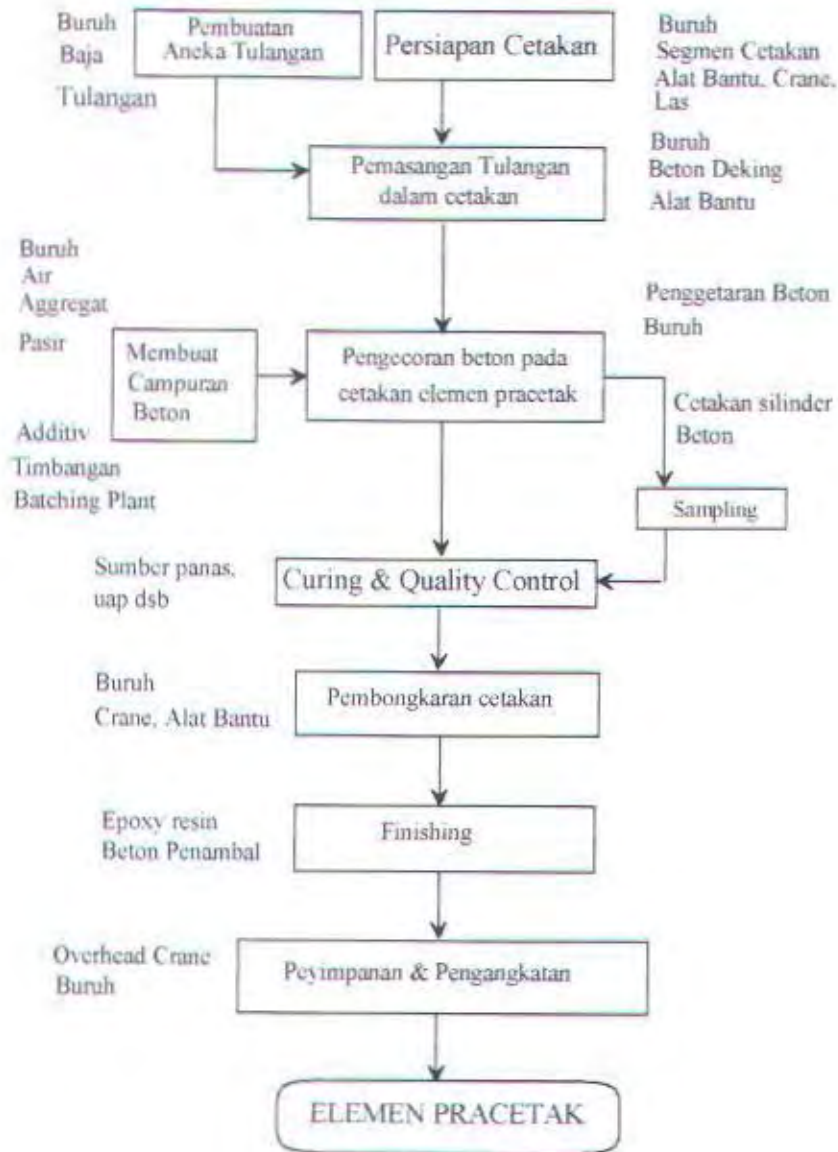 Buruh
Baja
Tulangan
Pembuatan
Aneka Tulangan
Persiapan Cetakan
Buruh
Segmen Cetakan
Alat Bantu, Crane,
Las
Pemasangan Tulangan
dalam cetakan
Buruh
Beton Deking
Alat Bantu
Buruh
Air
Aggregat
Pasir
Additiv
Timbangan
Batching Plant
Membuat
Campuran
Beton
Pengecoran beton pada
cetakan elemen pracetak
Penggetaran Beton
Buruh
Cetakan silinder
Beton
Sampling
Sumber panas,
uap dsb
Curing & Quality Control
Buruh
Crane, Alat Bantu
Pembongkaran cetakan
Epoxy resin
Beton Penambal
Finishing
Overhead Crane
Buruh
Peyimpanan & Pengangkatan
ELEMEN PRACETAK